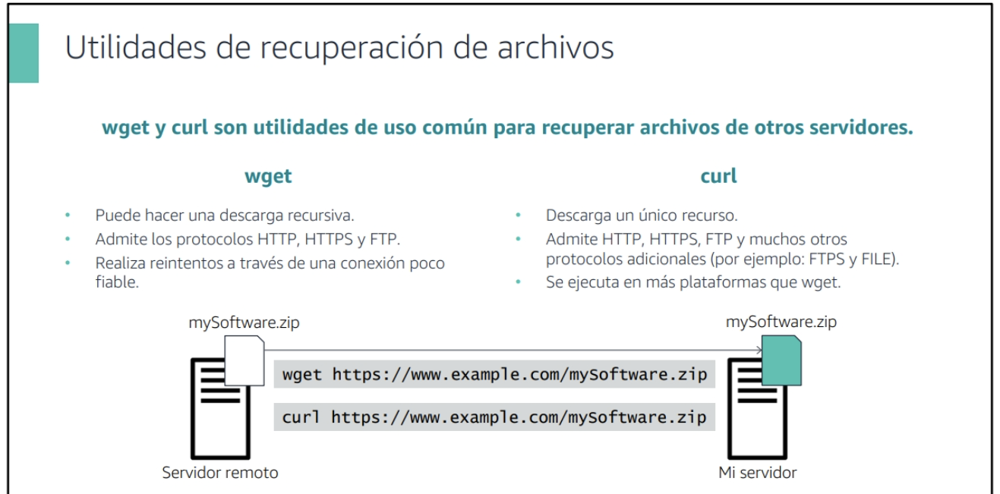 Utilidades de recuperación de archivos
wget y curl son utilidades de uso común para recuperar archivos de otros servidores.
wget
• Puede hacer una descarga recursiva.
• Admite los protocolos HTTP, HTTPS y FTP.
• Realiza reintentos a través de una conexión poco
fiable.
curl
• Descarga un único recurso.
• Admite HTTP, HTTPS, FTP y muchos otros
protocolos adicionales (por ejemplo: FTPS y FILE).
• Se ejecuta en más plataformas que wget.
mySoftware.zip
mySoftware.zip
wget https://www.example.com/mySoftware.zip
curl https://www.example.com/mySoftware.zip
Servidor remoto
Mi servidor